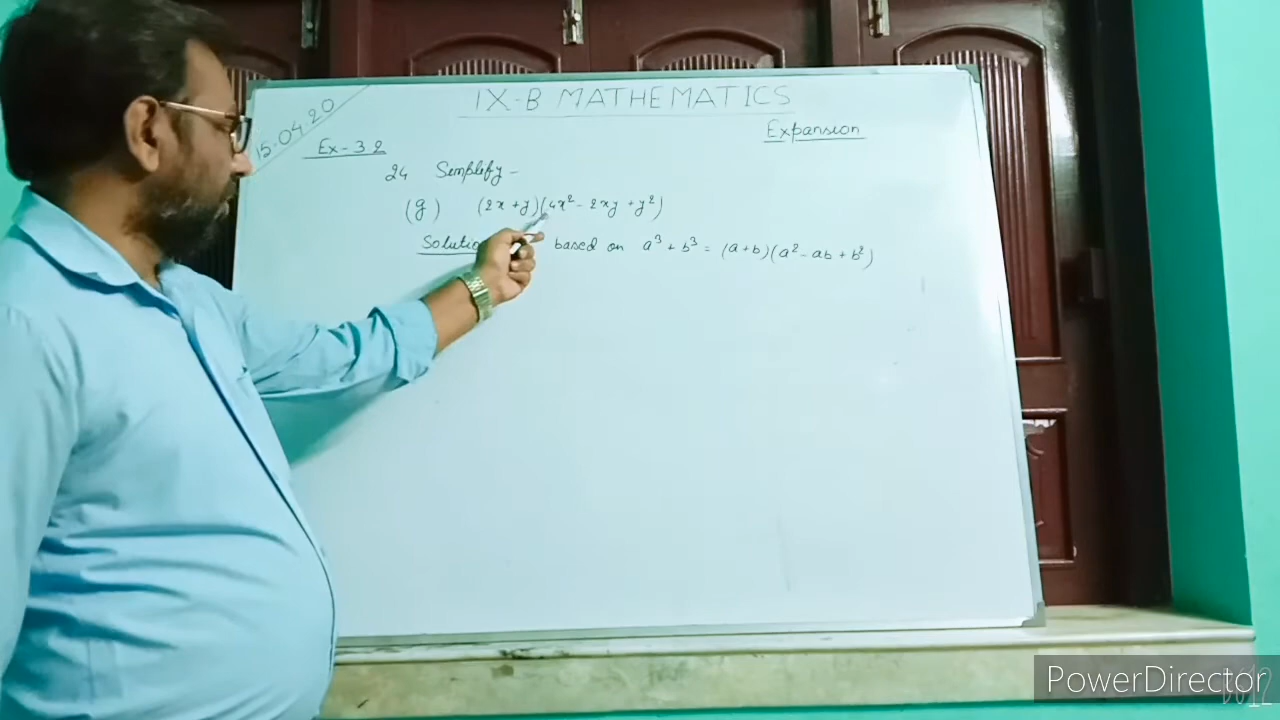 IX-B MATHEMATICS
15-04-20
Expansion
Ex-3.2
24 Simplify-
(g) (2x+y)(4x²-2xy+y²)
Solution based on a³+b³=(a+b)(a²-ab+b²)
PowerDirector